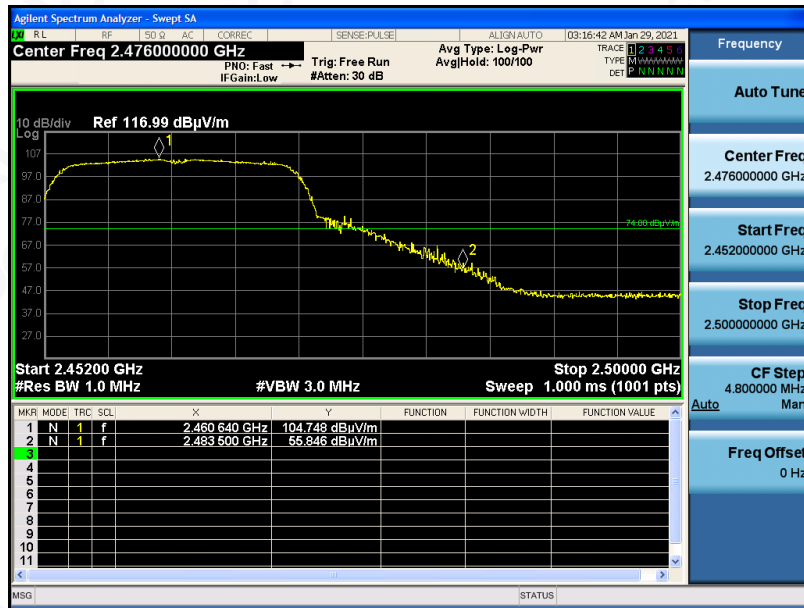 Agilent Spectrum Analyzer - Swept SA
LXI RL RF 50 Ω AC CORREC SENSE:PULSE ALIGN AUTO 03:16:42 AM Jan 29, 2021
Center Freq 2.476000000 GHz
PNO: Fast
IFGain:Low
Trig: Free Run
#Atten: 30 dB
Avg Type: Log-Pwr
Avg|Hold: 100/100
TRACE 1 2 3 4 5 6
TYPE MWWWWW
DET P N N N N N
10 dB/div Ref 116.99 dBµV/m
Log
1
107
97.0
87.0
77.0
74.00 dBµV/m
67.0
2
57.0
47.0
37.0
27.0
Start 2.45200 GHz Stop 2.50000 GHz
#Res BW 1.0 MHz #VBW 3.0 MHz Sweep 1.000 ms (1001 pts)
MKR MODE TRC SCL X Y FUNCTION FUNCTION WIDTH FUNCTION VALUE
1 N 1 f 2.460 640 GHz 104.748 dBµV/m
2 N 1 f 2.483 500 GHz 55.846 dBµV/m
3
4
5
6
7
8
9
10
11
MSG STATUS
Frequency
Auto Tune
Center Freq
2.476000000 GHz
Start Freq
2.452000000 GHz
Stop Freq
2.500000000 GHz
CF Step
4.800000 MHz
Auto Man
Freq Offset
0 Hz